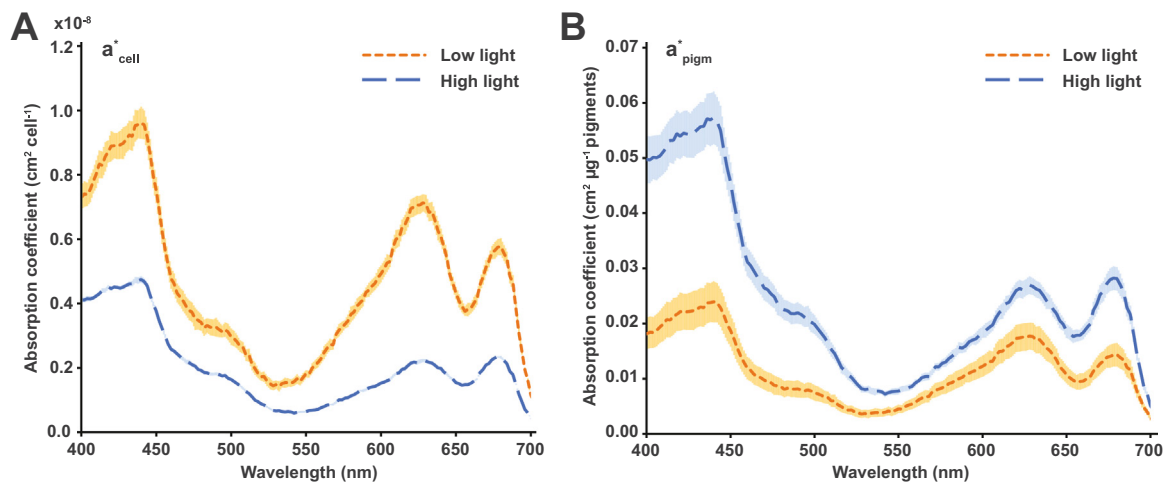 A
x10⁻⁸
a*cell
Low light
High light
Absorption coefficient (cm² cell⁻¹)
1.2
1.0
0.8
0.6
0.4
0.2
0.0
400 450 500 550 600 650 700
Wavelength (nm)
B
a*pigm
Low light
High light
Absorption coefficient (cm² µg⁻¹ pigments)
0.07
0.06
0.05
0.04
0.03
0.02
0.01
0.00
400 450 500 550 600 650 700
Wavelength (nm)